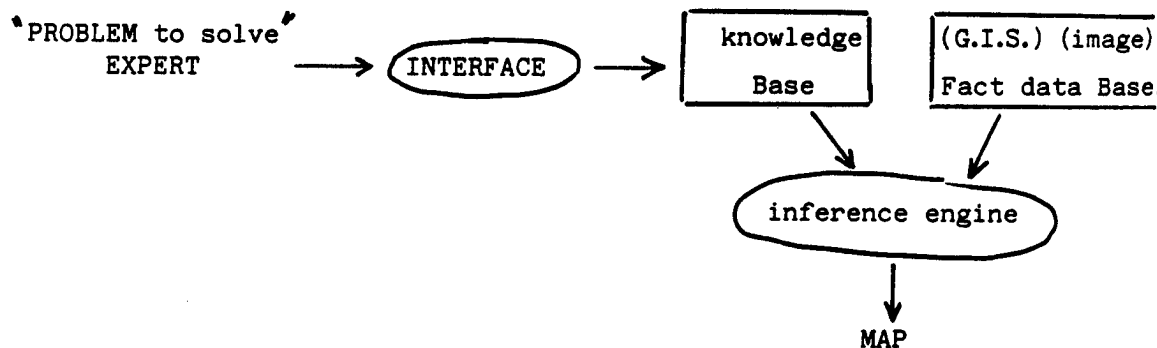 "PROBLEM to solve"
EXPERT
INTERFACE
knowledge
Base
(G.I.S.) (image)
Fact data Base
inference engine
MAP